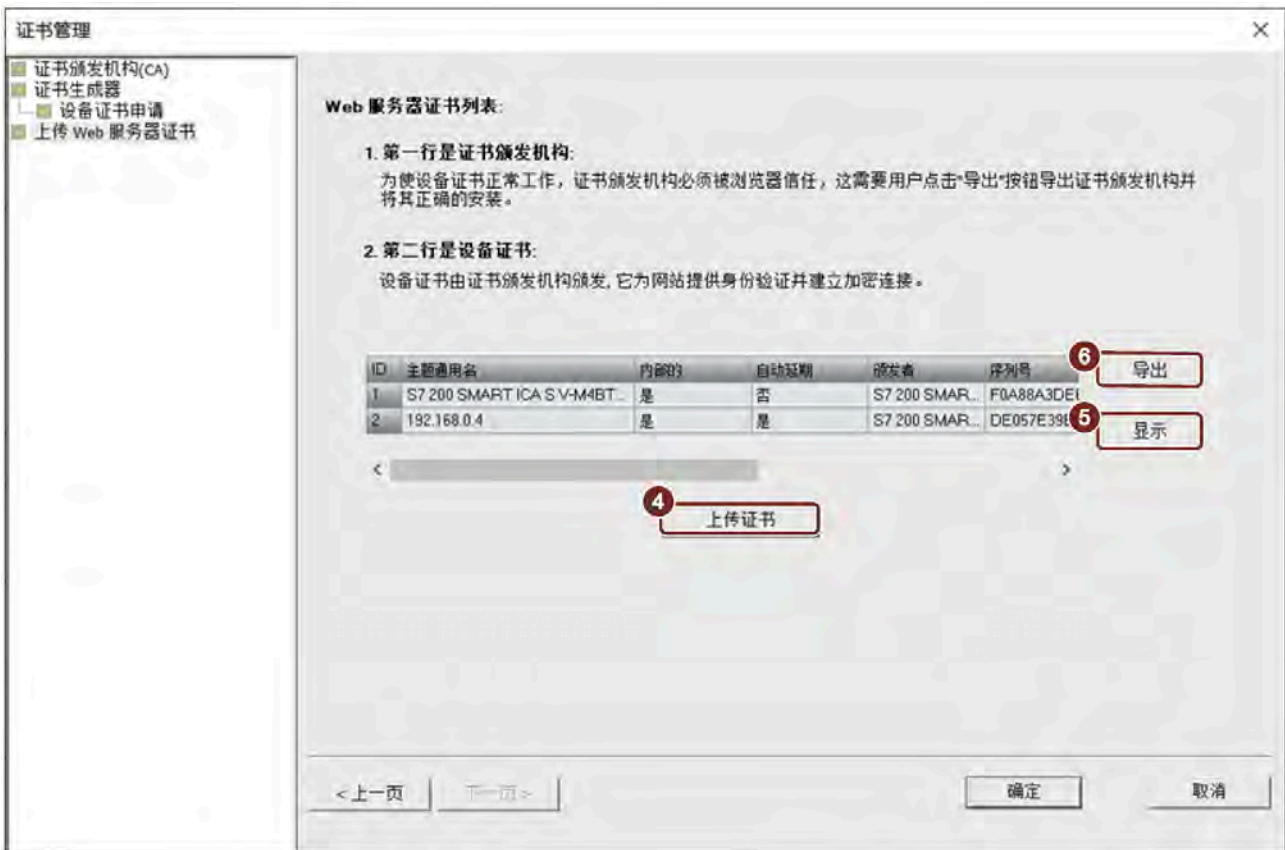 证书管理
证书颁发机构(CA)
证书生成器
设备证书申请
上传 Web 服务器证书
Web 服务器证书列表:
1. 第一行是证书颁发机构:
为使设备证书正常工作，证书颁发机构必须被浏览器信任，这需要用户点击"导出"按钮导出证书颁发机构并
将其正确的安装。
2. 第二行是设备证书:
设备证书由证书颁发机构颁发, 它为网站提供身份验证并建立加密连接。
ID 主题通用名 内部的 自动延期 颁发者 序列号
1 S7 200 SMART ICA S V-M4BT... 是 否 S7 200 SMAR... F0A88A3DE
2 192.168.0.4 是 是 S7 200 SMAR... DE057E39
6 导出
5 显示
4 上传证书
< 上一页 下一页 > 确定 取消